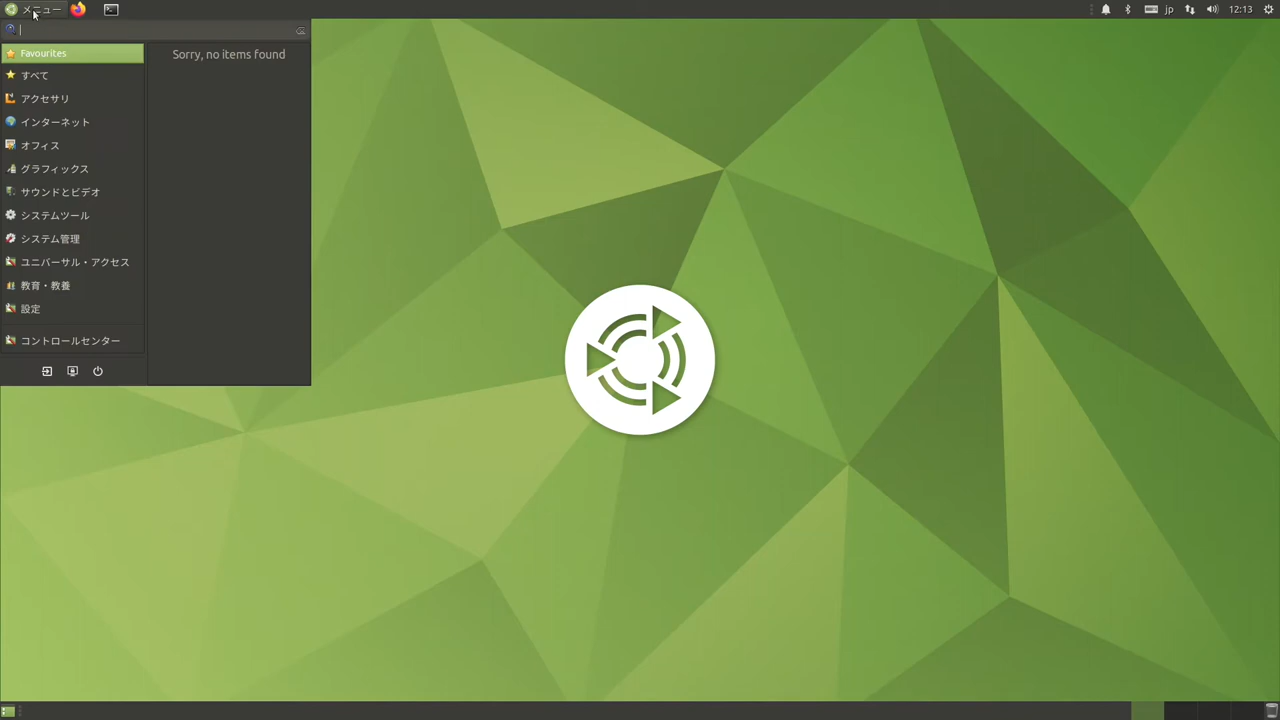 メニュー
jp
12:13
Favourites
Sorry, no items found
すべて
アクセサリ
インターネット
オフィス
グラフィックス
サウンドとビデオ
システムツール
システム管理
ユニバーサル・アクセス
教育・教養
設定
コントロールセンター